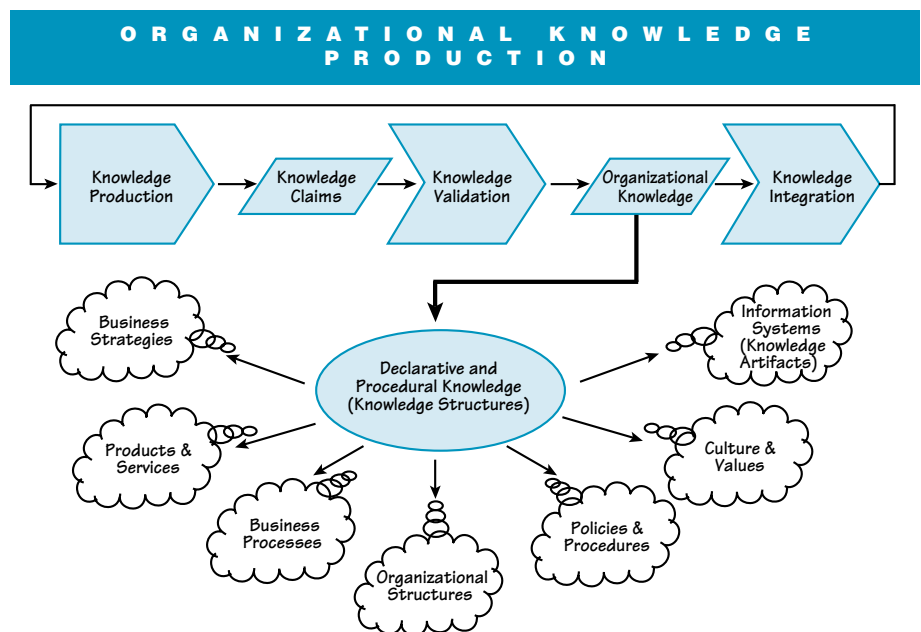 ORGANIZATIONAL KNOWLEDGE
PRODUCTION
Knowledge
Production
Knowledge
Claims
Knowledge
Validation
Organizational
Knowledge
Knowledge
Integration
Business
Strategies
Information
Systems
(Knowledge
Artifacts)
Declarative and
Procedural Knowledge
(Knowledge Structures)
Products &
Services
Culture &
Values
Business
Processes
Policies &
Procedures
Organizational
Structures